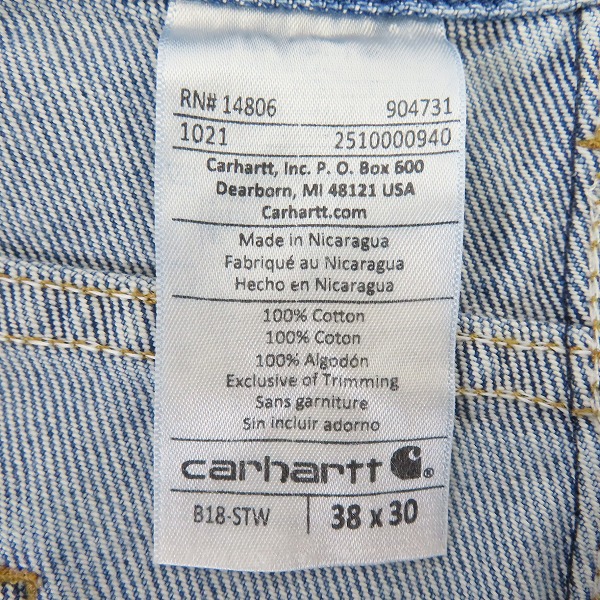 RN# 14806 904731
1021 2510000940
Carhartt, Inc. P. O. Box 600
Dearborn, MI 48121 USA
Carhartt.com
Made in Nicaragua
Fabriqué au Nicaragua
Hecho en Nicaragua
100% Cotton
100% Coton
100% Algodón
Exclusive of Trimming
Sans garniture
Sin incluir adorno
carhartt ®
B18-STW 38 x 30